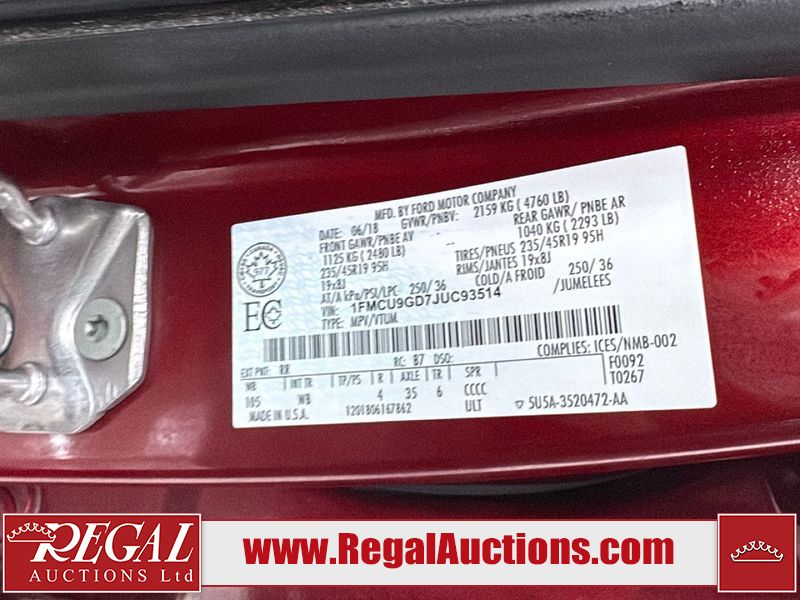 MFD. BY FORD MOTOR COMPANY
DATE: 06/18 GVWR/PNBV: 2159 KG ( 4760 LB)
FRONT GAWR/PNBE AV REAR GAWR/ PNBE AR
1125 KG ( 2480 LB) 1040 KG ( 2293 LB)
235/45R19 95H TIRES/PNEUS 235/45R19 95H
19x8J RIMS/JANTES 19x8J
AT/A kPa/PSI/LPC 250/ 36 COLD/A FROID 250/ 36
VIN: 1FMCU9GD7JUC93514 /JUMELEES
TYPE: MPV/VTUM
977
EC
COMPLIES: ICES/NMB-002
EXT PNT: RR RC: B7 DSO: F0092
WB INT TR TP/PS R AXLE TR SPR T0267
105 WB 4 35 6 CCCC
MADE IN U.S.A. 1201806167862 ULT ▽ 5U5A-3520472-AA
REGAL
AUCTIONS Ltd
www.RegalAuctions.com